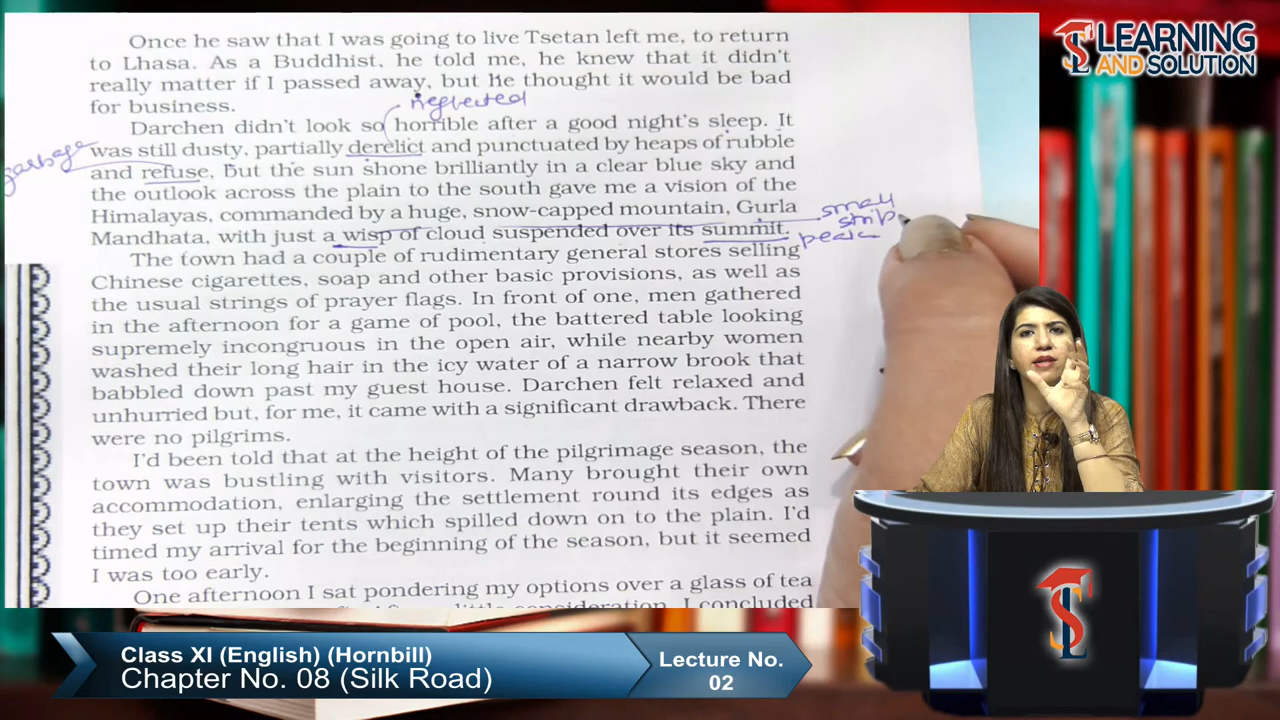 Once he saw that I was going to live Tsetan left me, to return
to Lhasa. As a Buddhist, he told me, he knew that it didn't
really matter if I passed away, but he thought it would be bad
for business.
neglected
Darchen didn't look so horrible after a good night's sleep. It
was still dusty, partially derelict and punctuated by heaps of rubble
garbage
and refuse, but the sun shone brilliantly in a clear blue sky and
the outlook across the plain to the south gave me a vision of the
Himalayas, commanded by a huge, snow-capped mountain, Gurla
small
strip
Mandhata, with just a wisp of cloud suspended over its summit.
peak
The town had a couple of rudimentary general stores selling
Chinese cigarettes, soap and other basic provisions, as well as
the usual strings of prayer flags. In front of one, men gathered
in the afternoon for a game of pool, the battered table looking
supremely incongruous in the open air, while nearby women
washed their long hair in the icy water of a narrow brook that
babbled down past my guest house. Darchen felt relaxed and
unhurried but, for me, it came with a significant drawback. There
were no pilgrims.
I'd been told that at the height of the pilgrimage season, the
town was bustling with visitors. Many brought their own
accommodation, enlarging the settlement round its edges as
they set up their tents which spilled down on to the plain. I'd
timed my arrival for the beginning of the season, but it seemed
I was too early.
One afternoon I sat pondering my options over a glass of tea
consideration, I concluded
LEARNING
AND SOLUTION
Class XI (English) (Hornbill)
Chapter No. 08 (Silk Road)
Lecture No.
02